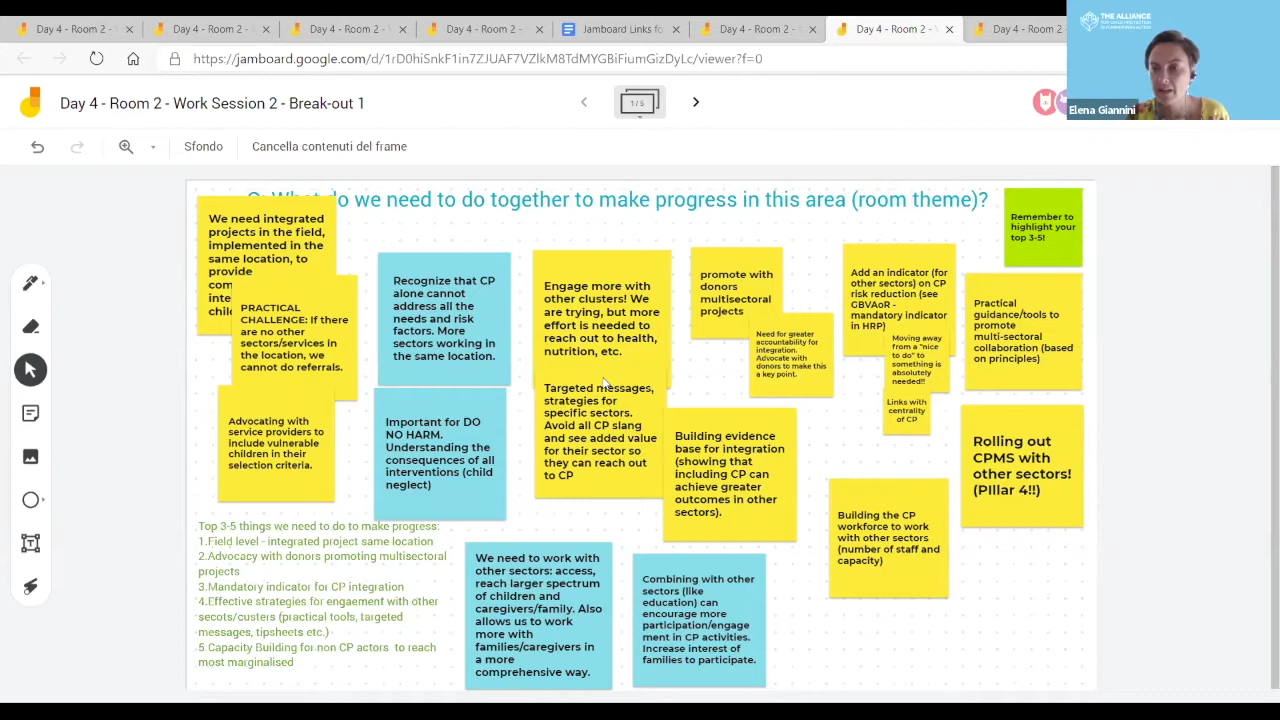 Day 4 - Room 2 - W
Day 4 - Room 2 -
Day 4 - Room 2 -
Day 4 - Room 2 -
Jamboard Links fo
Day 4 - Room 2 - W
Day 4 - Room 2 -
Day 4 - Room 2
https://jamboard.google.com/d/1rD0hiSnkF1in7ZJUAF7VZlkM8TdMYGBiFiumGizDyLc/viewer?f=0
THE ALLIANCE
FOR CHILD PROTECTION
IN HUMANITARIAN ACTION
Elena Giannini
Day 4 - Room 2 - Work Session 2 - Break-out 1
1/5
Sfondo
Cancella contenuti del frame
What do we need to do together to make progress in this area (room theme)?
We need integrated
projects in the field,
implemented in the
same location, to
provide
com
inte
chil
PRACTICAL
CHALLENGE: If there
are no other
sectors/services in
the location, we
cannot do referrals.
Advocating with
service providers to
include vulnerable
children in their
selection criteria.
Recognize that CP
alone cannot
address all the
needs and risk
factors. More
sectors working in
the same location.
Important for DO
NO HARM.
Understanding the
consequences of all
interventions (child
neglect)
Engage more with
other clusters! We
are trying, but more
effort is needed to
reach out to health,
nutrition, etc.
Targeted messages,
strategies for
specific sectors.
Avoid all CP slang
and see added value
for their sector so
they can reach out
to CP
promote with
donors
multisectoral
projects
Need for greater
accountability for
integration.
Advocate with
donors to make this
a key point.
Building evidence
base for integration
(showing that
including CP can
achieve greater
outcomes in other
sectors).
Add an indicator (for
other sectors) on CP
risk reduction (see
GBVAoR -
mandatory indicator
in HRP)
Moving away
from a "nice
to do" to
something is
absolutely
needed!!
Links with
centrality
of CP
Remember to
highlight your
top 3-5!
Practical
guidance/tools to
promote
multi-sectoral
collaboration (based
on principles)
Rolling out
CPMS with
other sectors!
(PIllar 4!!)
Building the CP
workforce to work
with other sectors
(number of staff and
capacity)
Top 3-5 things we need to do to make progress:
1.Field level - integrated project same location
2.Advocacy with donors promoting multisectoral
projects
3.Mandatory indicator for CP integration
4.Effective strategies for engaement with other
secots/custers (practical tools, targeted
messages, tipsheets etc.)
5.Capacity Building for non CP actors to reach
most marginalised
We need to work with
other sectors: access,
reach larger spectrum
of children and
caregivers/family. Also
allows us to work
more with
families/caregivers in
a more
comprehensive way.
Combining with other
sectors (like
education) can
encourage more
participation/engage
ment in CP activities.
Increase interest of
families to participate.